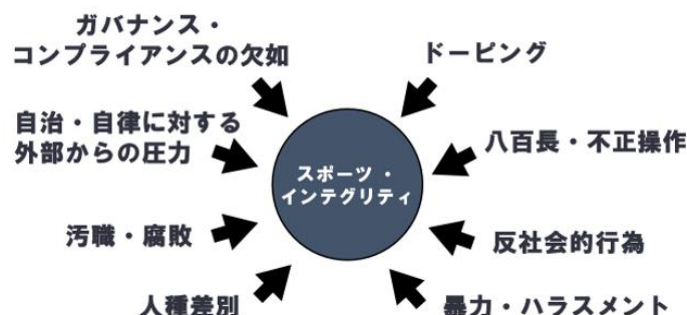 ガバナンス・
コンプライアンスの欠如
ドーピング
自治・自律に対する
外部からの圧力
八百長・不正操作
スポーツ・
インテグリティ
汚職・腐敗
反社会的行為
人種差別
暴力・ハラスメント